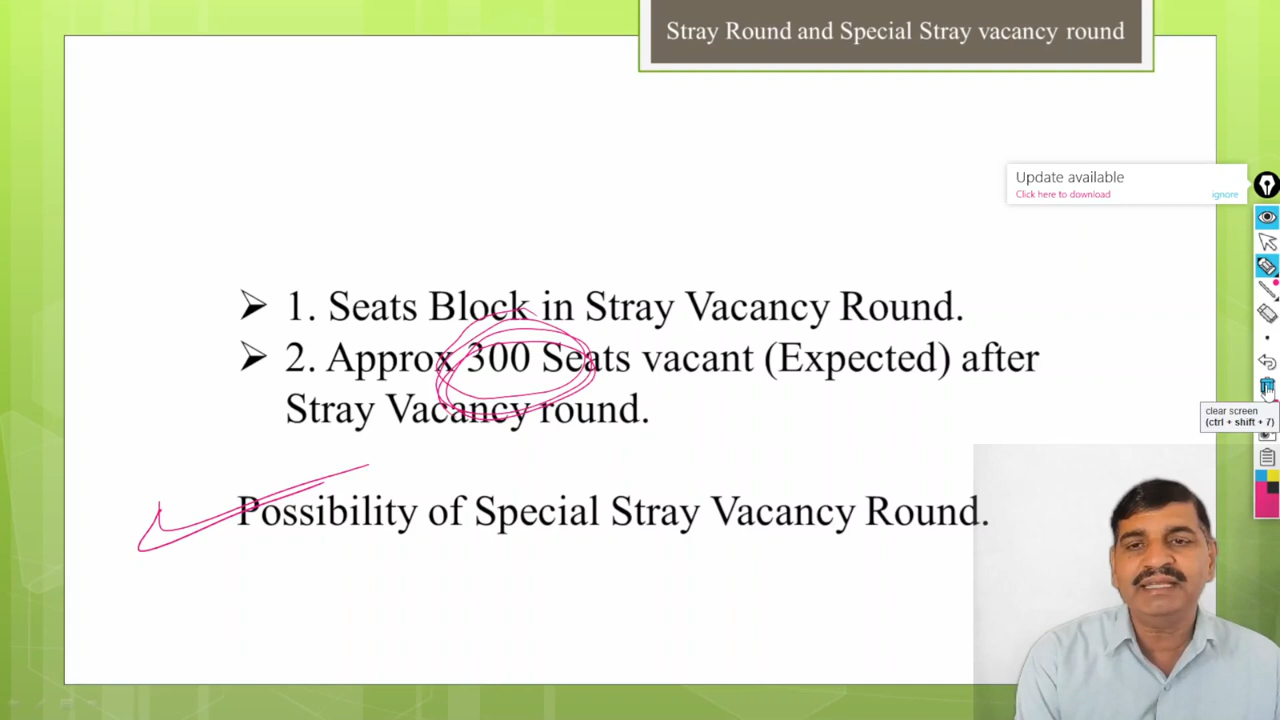 Stray Round and Special Stray vacancy round
Update available
Click here to download ignore
➢ 1. Seats Block in Stray Vacancy Round.
➢ 2. Approx 300 Seats vacant (Expected) after
Stray Vacancy round.
clear screen
(ctrl + shift + 7)
Possibility of Special Stray Vacancy Round.